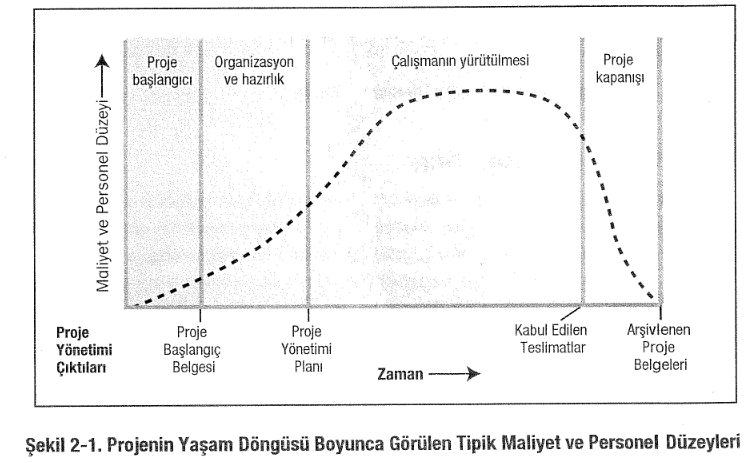 Proje
başlangıcı
Organizasyon
ve hazırlık
Çalışmanın yürütülmesi
Proje
kapanışı
Maliyet ve Personel Düzeyi
Proje
Yönetimi
Çıktıları
Proje
Başlangıç
Belgesi
Proje
Yönetimi
Planı
Kabul Edilen
Teslimatlar
Arşivlenen
Proje
Belgeleri
Zaman
Şekil 2-1. Projenin Yaşam Döngüsü Boyunca Görülen Tipik Maliyet ve Personel Düzeyleri